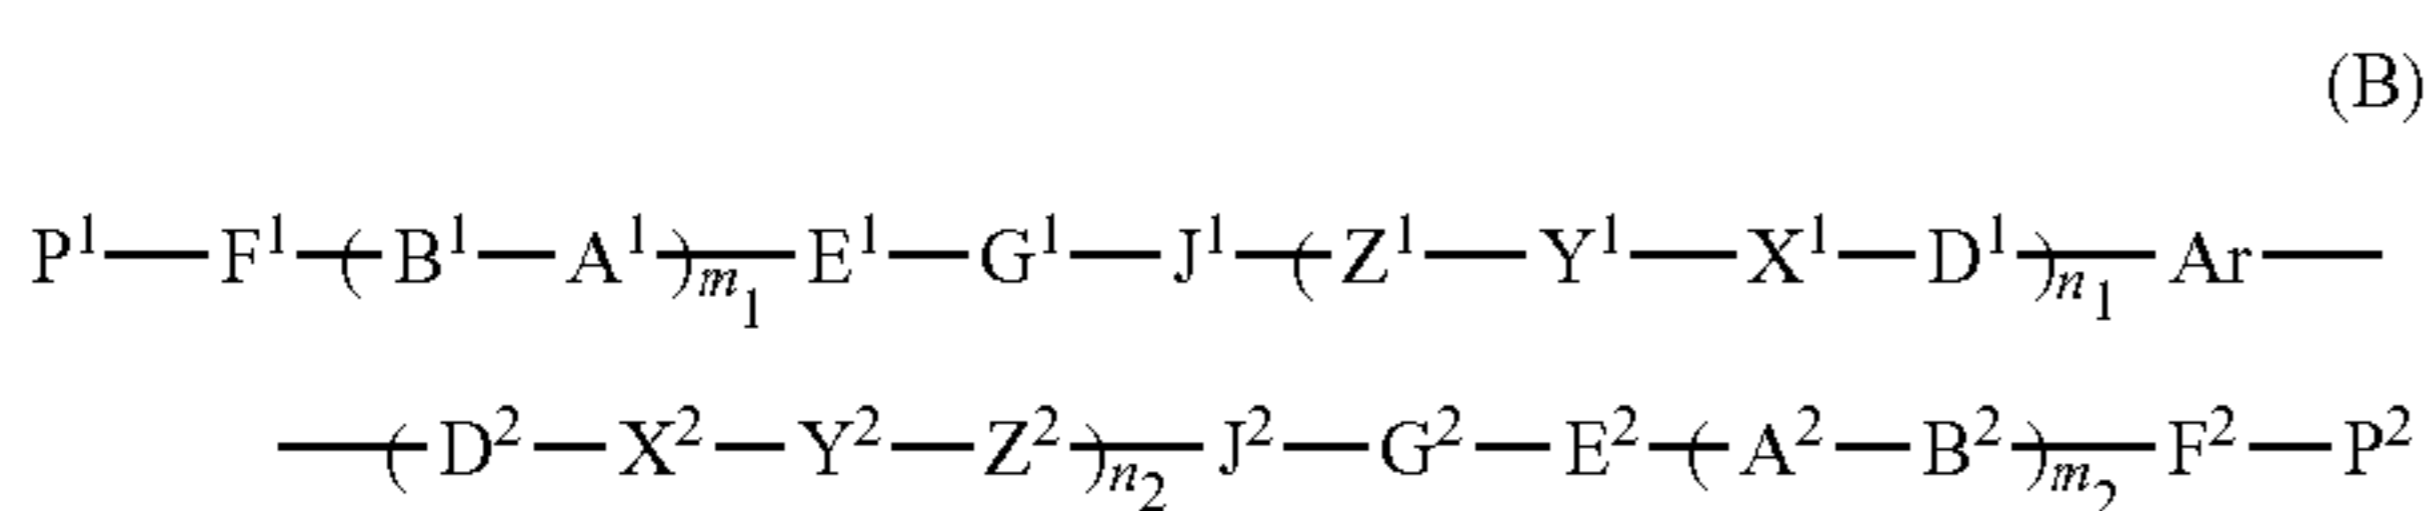 (B)
P¹—F¹—(B¹—A¹)m₁—E¹—G¹—J¹—(Z¹—Y¹—X¹—D¹)n₁—Ar—
—(D²—X²—Y²—Z²)n₂—J²—G²—E²—(A²—B²)m₂—F²—P²